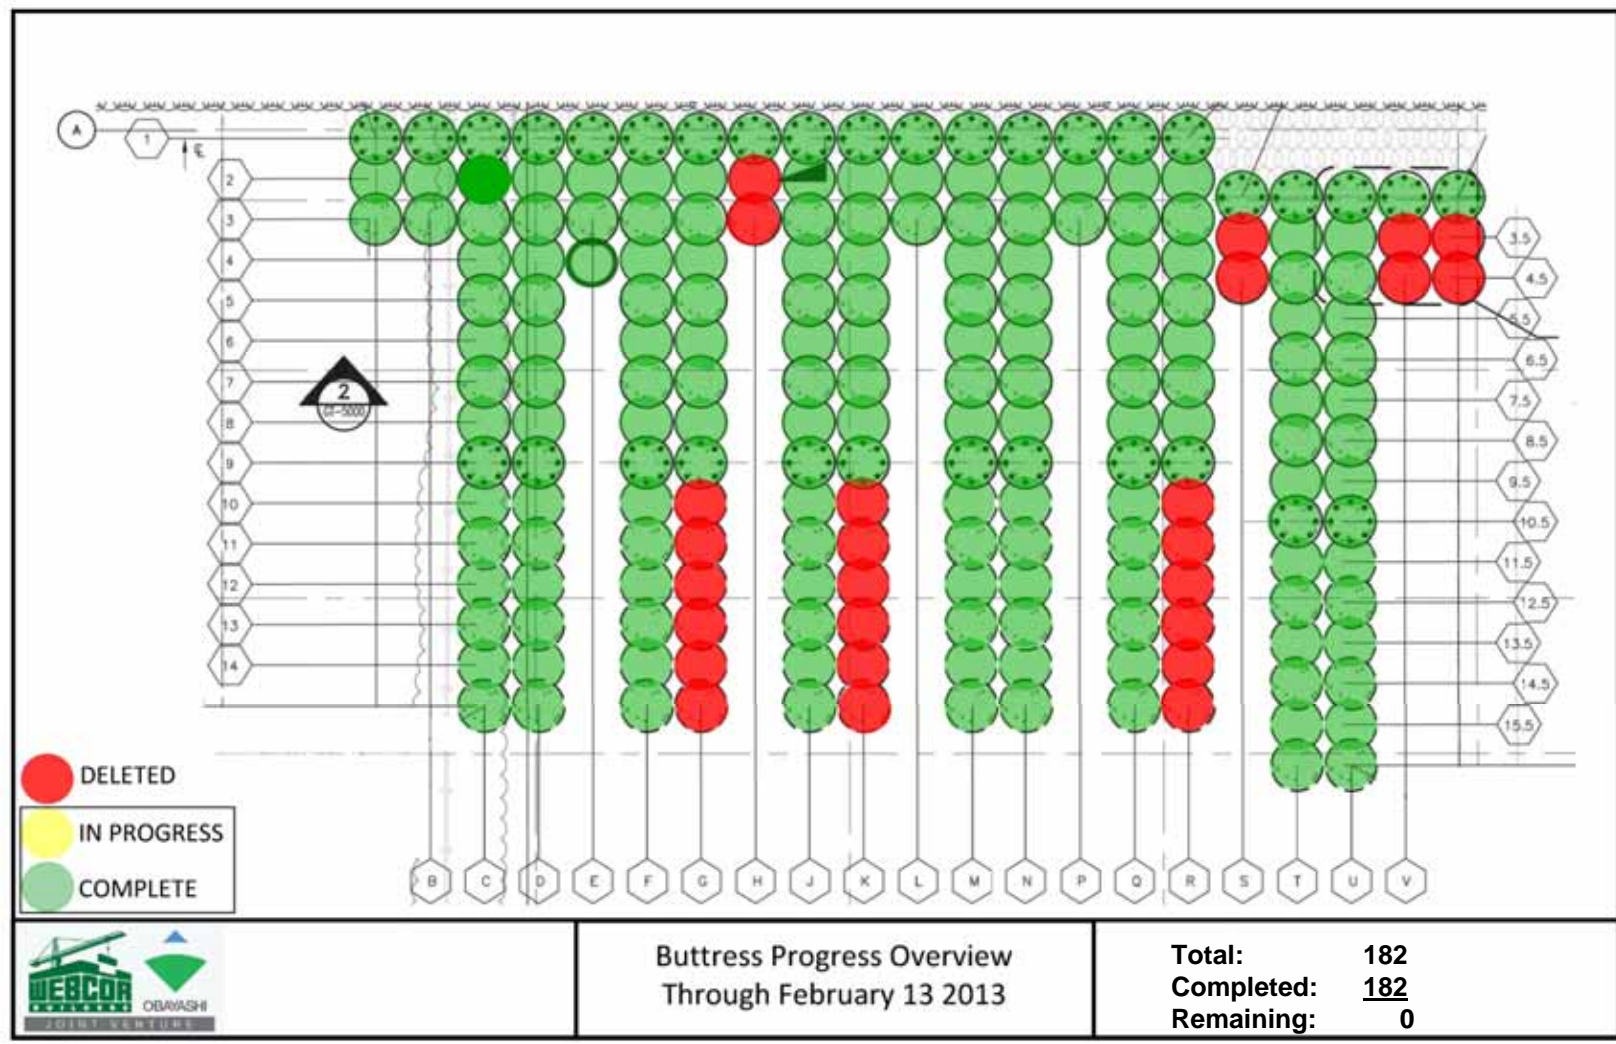 A
1
2
3
4
5
6
7
8
9
10
11
12
13
14
3.5
4.5
5.5
6.5
7.5
8.5
9.5
10.5
11.5
12.5
13.5
14.5
15.5
2
GT-5000
DELETED
IN PROGRESS
COMPLETE
B C D E F G H J K L M N P Q R S T U V
WEBCOR
BUILDERS
OBAYASHI
JOINT VENTURE
Buttress Progress Overview
Through February 13 2013
Total: 182
Completed: 182
Remaining: 0